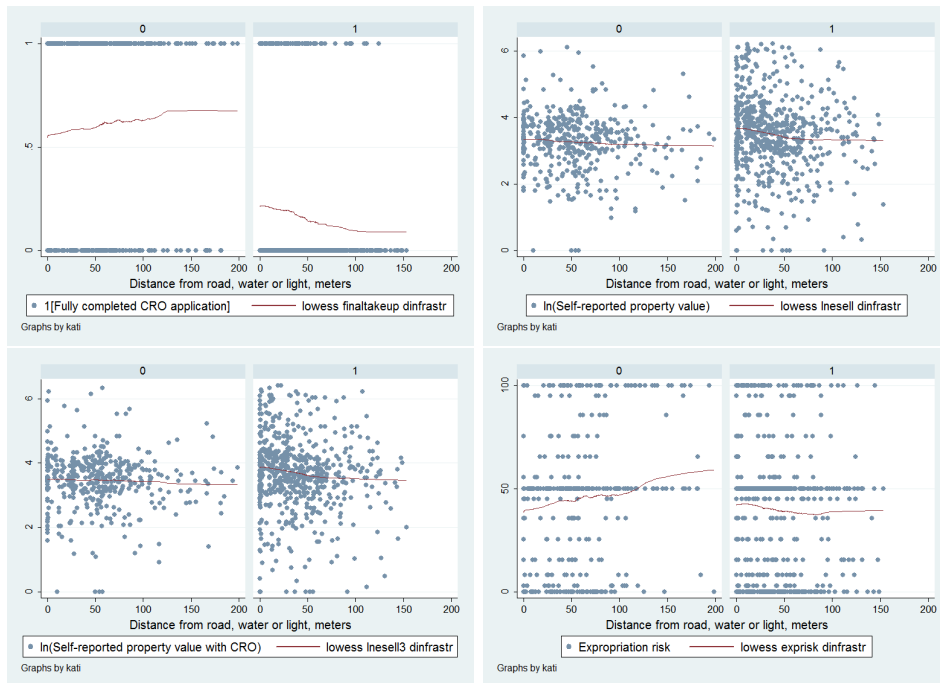 0 1
1
.5
0
0 50 100 150 200 0 50 100 150 200
Distance from road, water or light, meters
1[Fully completed CRO application] lowess finaltakeup dinfrastr
Graphs by kati
0 1
6
4
2
0
0 50 100 150 200 0 50 100 150 200
Distance from road, water or light, meters
ln(Self-reported property value) lowess lnesell dinfrastr
Graphs by kati
0 1
6
4
2
0
0 50 100 150 200 0 50 100 150 200
Distance from road, water or light, meters
ln(Self-reported property value with CRO) lowess lnesell3 dinfrastr
Graphs by kati
0 1
100
50
0
0 50 100 150 200 0 50 100 150 200
Distance from road, water or light, meters
Expropriation risk lowess exprisk dinfrastr
Graphs by kati